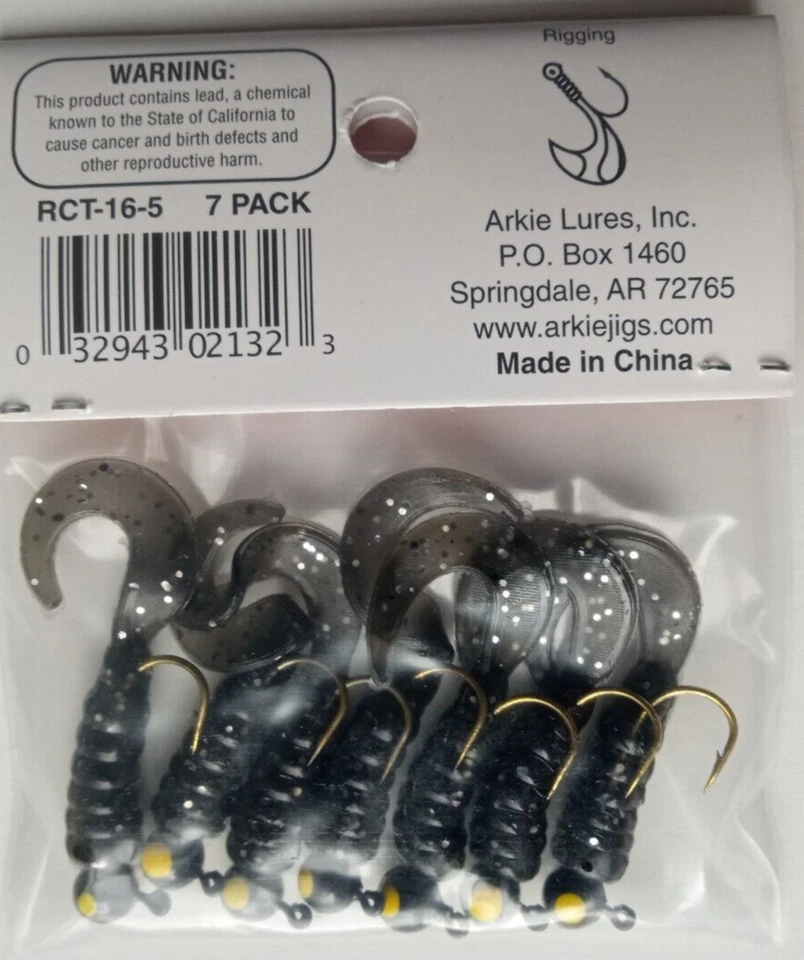 WARNING:
This product contains lead, a chemical
known to the State of California to
cause cancer and birth defects and
other reproductive harm.
RCT-16-5 7 PACK
0 32943 02132 3
Rigging
Arkie Lures, Inc.
P.O. Box 1460
Springdale, AR 72765
www.arkiejigs.com
Made in China